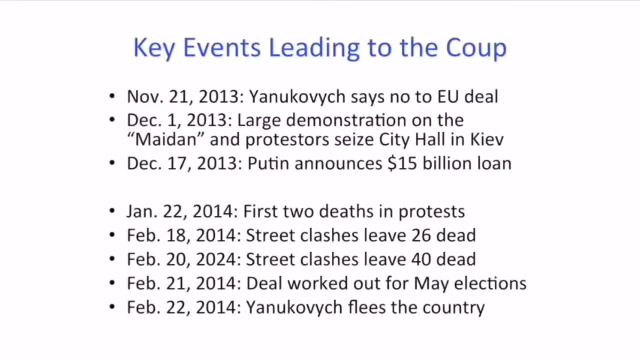 Key Events Leading to the Coup
• Nov. 21, 2013: Yanukovych says no to EU deal
• Dec. 1, 2013: Large demonstration on the
“Maidan” and protestors seize City Hall in Kiev
• Dec. 17, 2013: Putin announces $15 billion loan
• Jan. 22, 2014: First two deaths in protests
• Feb. 18, 2014: Street clashes leave 26 dead
• Feb. 20, 2024: Street clashes leave 40 dead
• Feb. 21, 2014: Deal worked out for May elections
• Feb. 22, 2014: Yanukovych flees the country